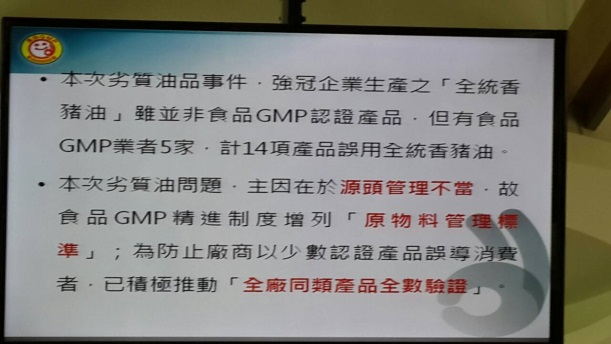 • 本次劣質油品事件，強冠企業生產之「全統香
豬油」雖並非食品GMP認證產品，但有食品
GMP業者5家，計14項產品誤用全統香豬油。
• 本次劣質油問題，主因在於源頭管理不當，故
食品GMP精進制度增列「原物料管理標
準」；為防止廠商以少數認證產品誤導消費
者，已積極推動「全廠同類產品全數驗證」。